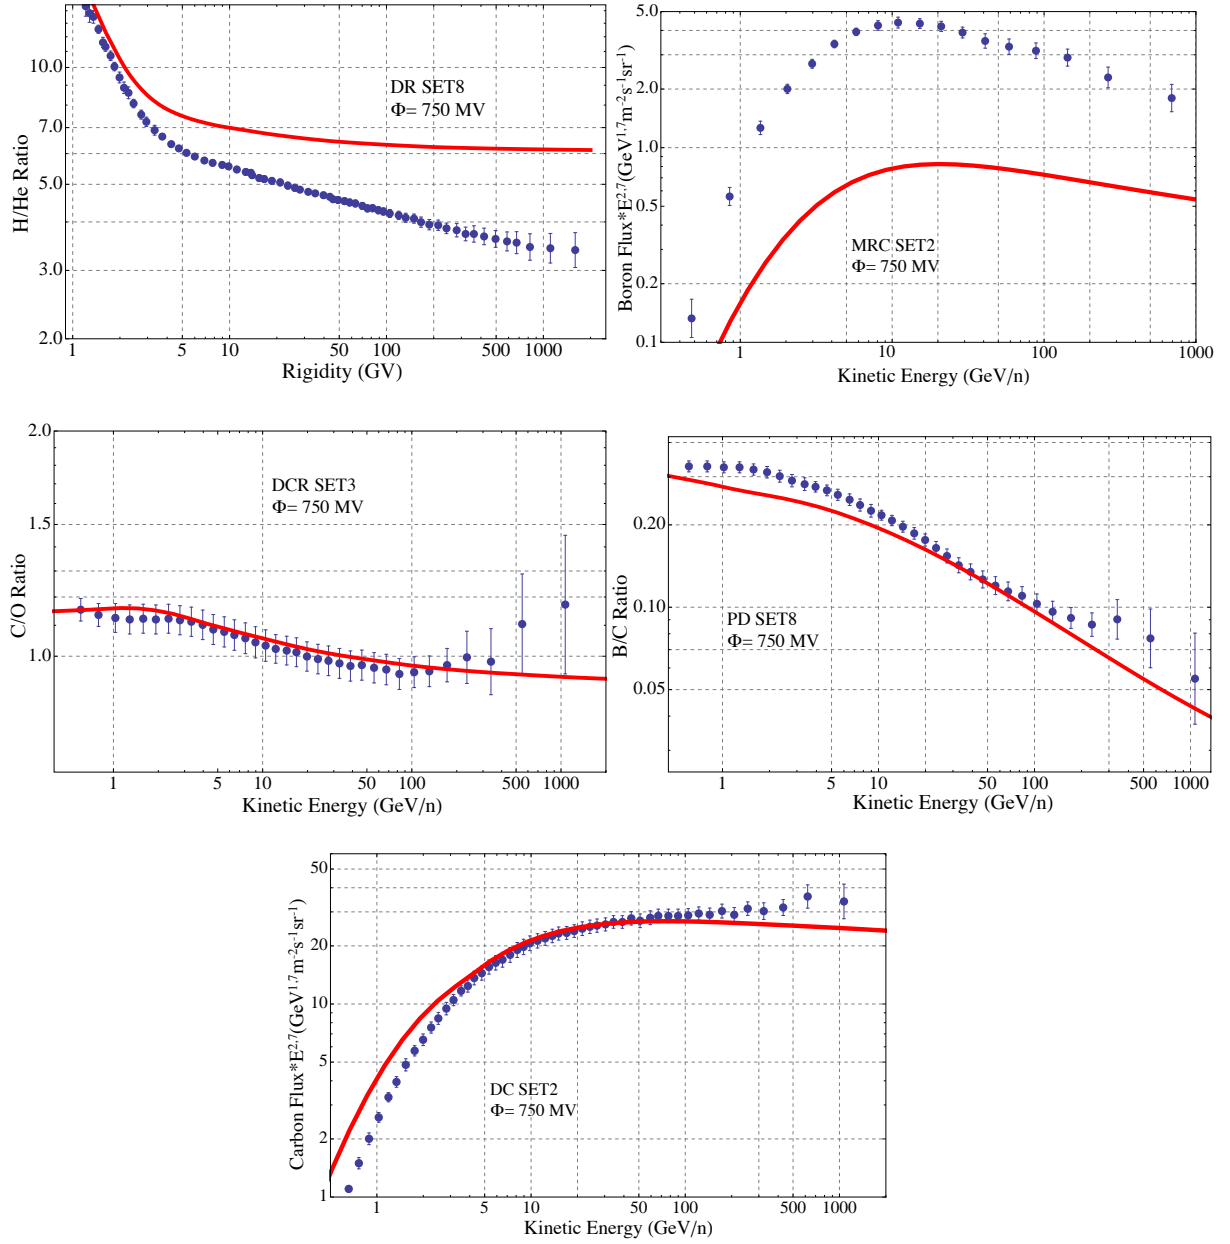 10.0
7.0
5.0
3.0
2.0
H/He Ratio
DR SET8
Φ= 750 MV
1 5 10 50 100 500 1000
Rigidity (GV)
5.0
2.0
1.0
0.5
0.2
0.1
Boron Flux*E^2.7(GeV^1.7m^-2s^-1sr^-1)
MRC SET2
Φ= 750 MV
1 10 100 1000
Kinetic Energy (GeV/n)
2.0
1.5
1.0
C/O Ratio
DCR SET3
Φ= 750 MV
1 5 10 50 100 500 1000
Kinetic Energy (GeV/n)
0.20
0.10
0.05
B/C Ratio
PD SET8
Φ= 750 MV
1 5 10 50 100 500 1000
Kinetic Energy (GeV/n)
50
20
10
5
2
1
Carbon Flux*E^2.7(GeV^1.7m^-2s^-1sr^-1)
DC SET2
Φ= 750 MV
1 5 10 50 100 500 1000
Kinetic Energy (GeV/n)